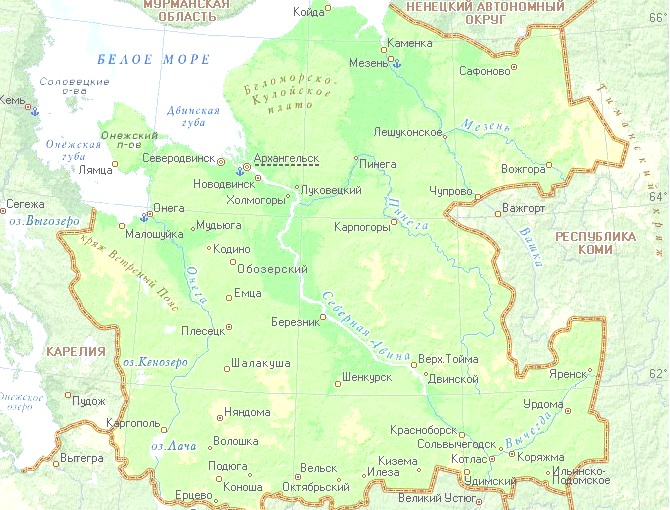 МУРМАНСКАЯ
ОБЛАСТЬ
Койда
НЕНЕЦКИЙ АВТОНОМНЫЙ
ОКРУГ
66°
Каменка
Мезень
БЕЛОЕ МОРЕ
Сафоново
Соловецкие
о-ва
Беломорско-
Кулойское
плато
Кемь
Двинская
губа
Тиманский кряж
Онежский
п-ов
Лешуконское
Мезень
Онежская
губа
Северодвинск
Архангельск
Пинега
Лямца
Вожгора
Новодвинск
Луковецкий
Чупрово
64°
Холмогоры
Сегежа
Онега
Важгорт
оз.Выгозеро
Мудьюга
Карпогоры
Пинега
Малошуйка
Вашка
РЕСПУБЛИКА
КОМИ
кряж Ветреный Пояс
Кодино
Обозерский
Онега
Емца
Северная Двина
Березник
Плесецк
КАРЕЛИЯ
оз.Кенозеро
Шалакуша
Верх.Тойма
Яренск
62°
Шенкурск
Двинской
Онежское
озеро
Пудож
Урдома
Няндома
Каргополь
Красноборск
Вычегда
Волошка
Сольвычегодск
оз.Лача
Вытегра
Подюга
Кизема
Котлас
Коряжма
Вельск
Илеза
Удимский
Ильинско-
Подомское
Коноша
Октябрьский
Ерцево
Великий Устюг